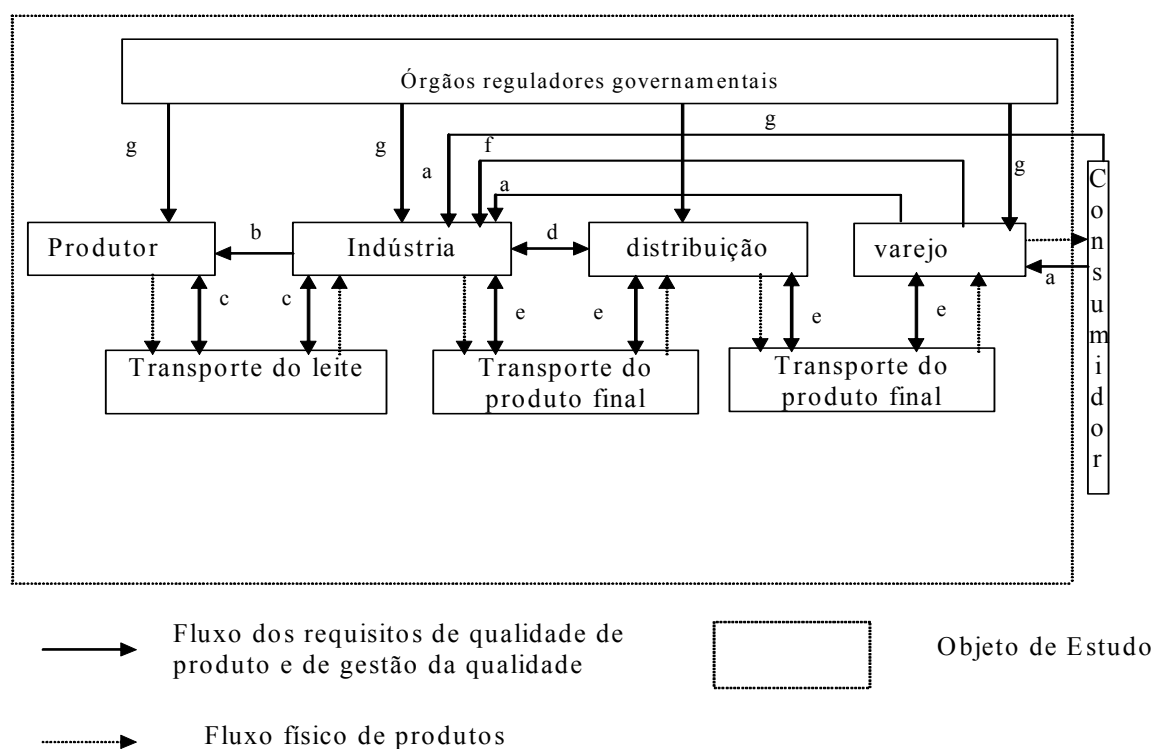 Órgãos reguladores governamentais
g
g
a
f
a
g
g
Produtor
b
Indústria
d
distribuição
varejo
a
Consumidor
c
c
e
e
e
e
Transporte do leite
Transporte do
produto final
Transporte do
produto final
Fluxo dos requisitos de qualidade de
produto e de gestão da qualidade
Objeto de Estudo
Fluxo físico de produtos